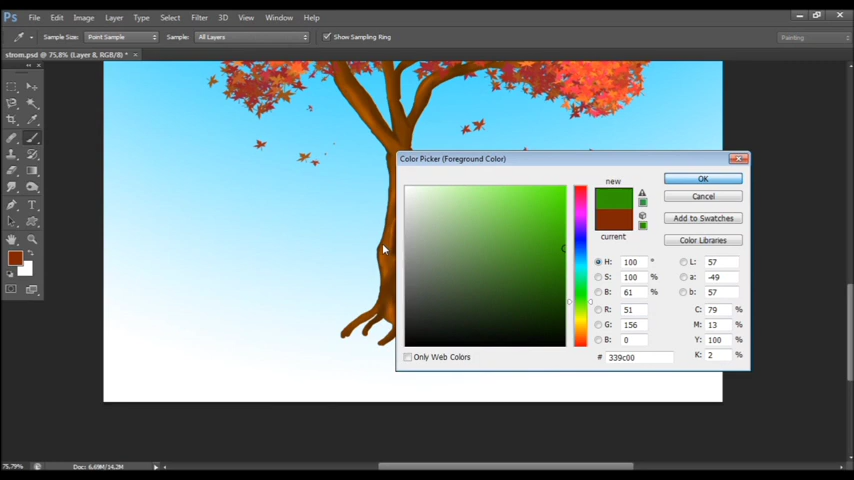 Ps File Edit Image Layer Type Select Filter 3D View Window Help
Sample Size: Point Sample Sample: All Layers Show Sampling Ring Painting
strom.psd @ 75,8% (Layer 8, RGB/8) * ×
Color Picker (Foreground Color)
new
current
OK
Cancel
Add to Swatches
Color Libraries
H: 100 °
S: 100 %
B: 61 %
R: 51
G: 156
B: 0
L: 57
a: -49
b: 57
C: 79 %
M: 13 %
Y: 100 %
K: 2 %
# 339c00
Only Web Colors
75,79% Doc: 6,69M/14,2M